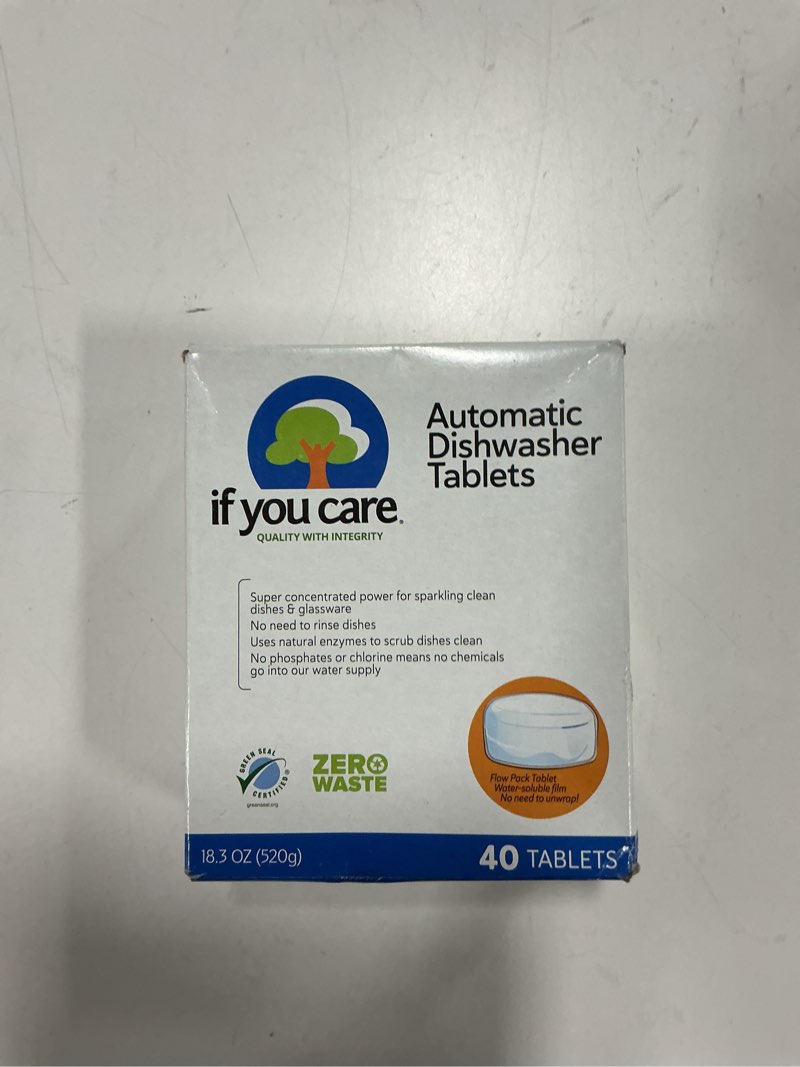 Automatic
Dishwasher
Tablets
if you care.
QUALITY WITH INTEGRITY
Super concentrated power for sparkling clean
dishes & glassware
No need to rinse dishes
Uses natural enzymes to scrub dishes clean
No phosphates or chlorine means no chemicals
go into our water supply
GREEN SEAL
CERTIFIED
greenseal.org
ZERO
WASTE
Flow Pack Tablet
Water-soluble film
No need to unwrap!
18.3 OZ (520g)
40 TABLETS